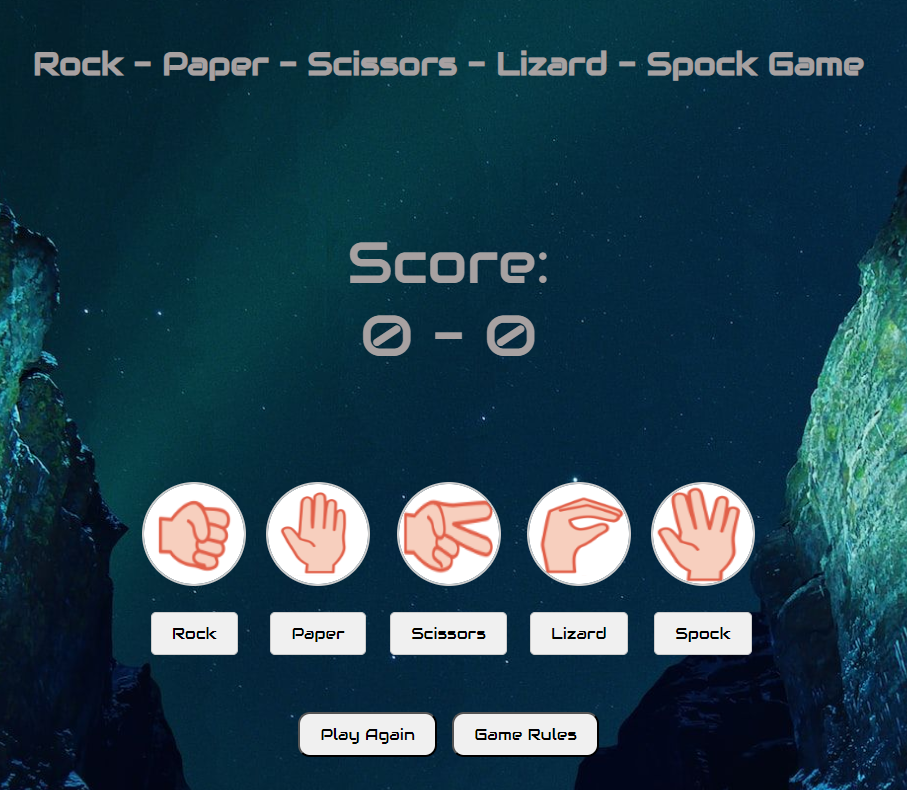 Rock - Paper - Scissors - Lizard - Spock Game
Score:
0 - 0
Rock Paper Scissors Lizard Spock
Play Again Game Rules